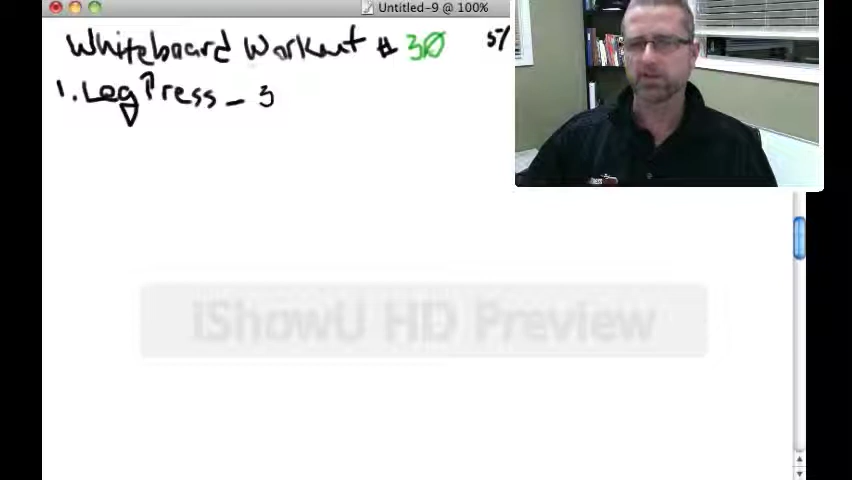 Untitled-9 @ 100%
Whiteboard Workout # 30
1. Leg Press - 3
iShowU HD Preview